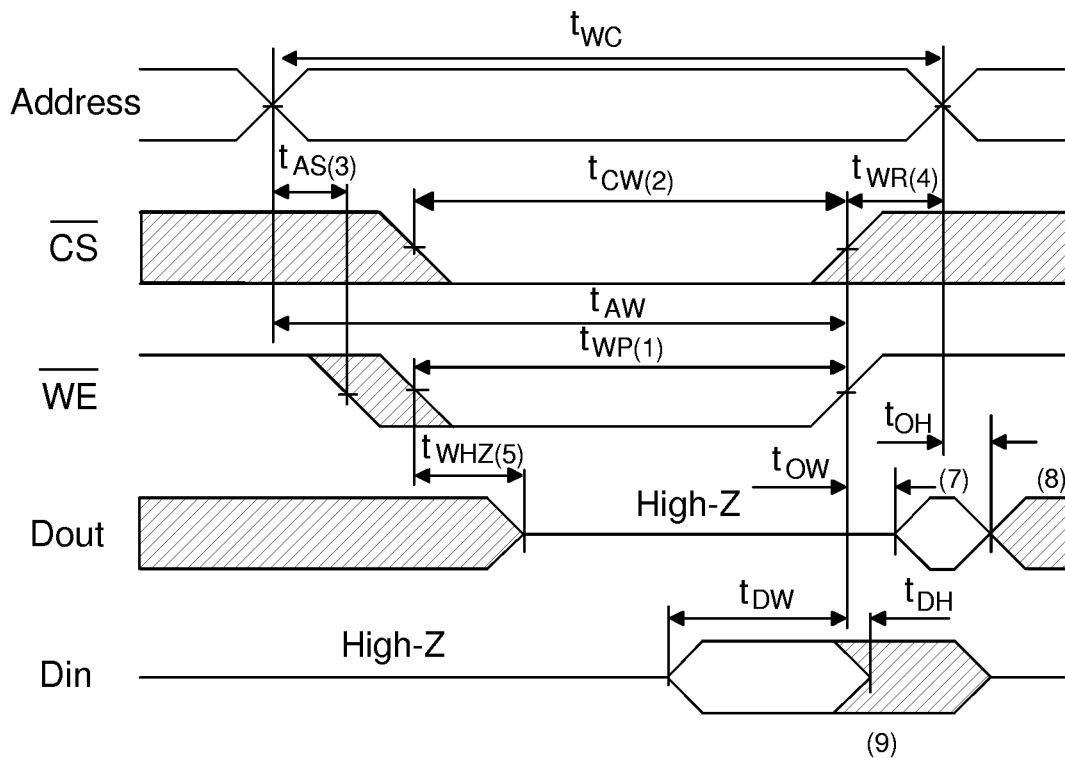 tWC
Address
tAS(3)
tCW(2)
tWR(4)
CS
tAW
tWP(1)
WE
tOH
tWHZ(5)
tOW
(7)
(8)
High-Z
Dout
tDW
tDH
High-Z
Din
(9)